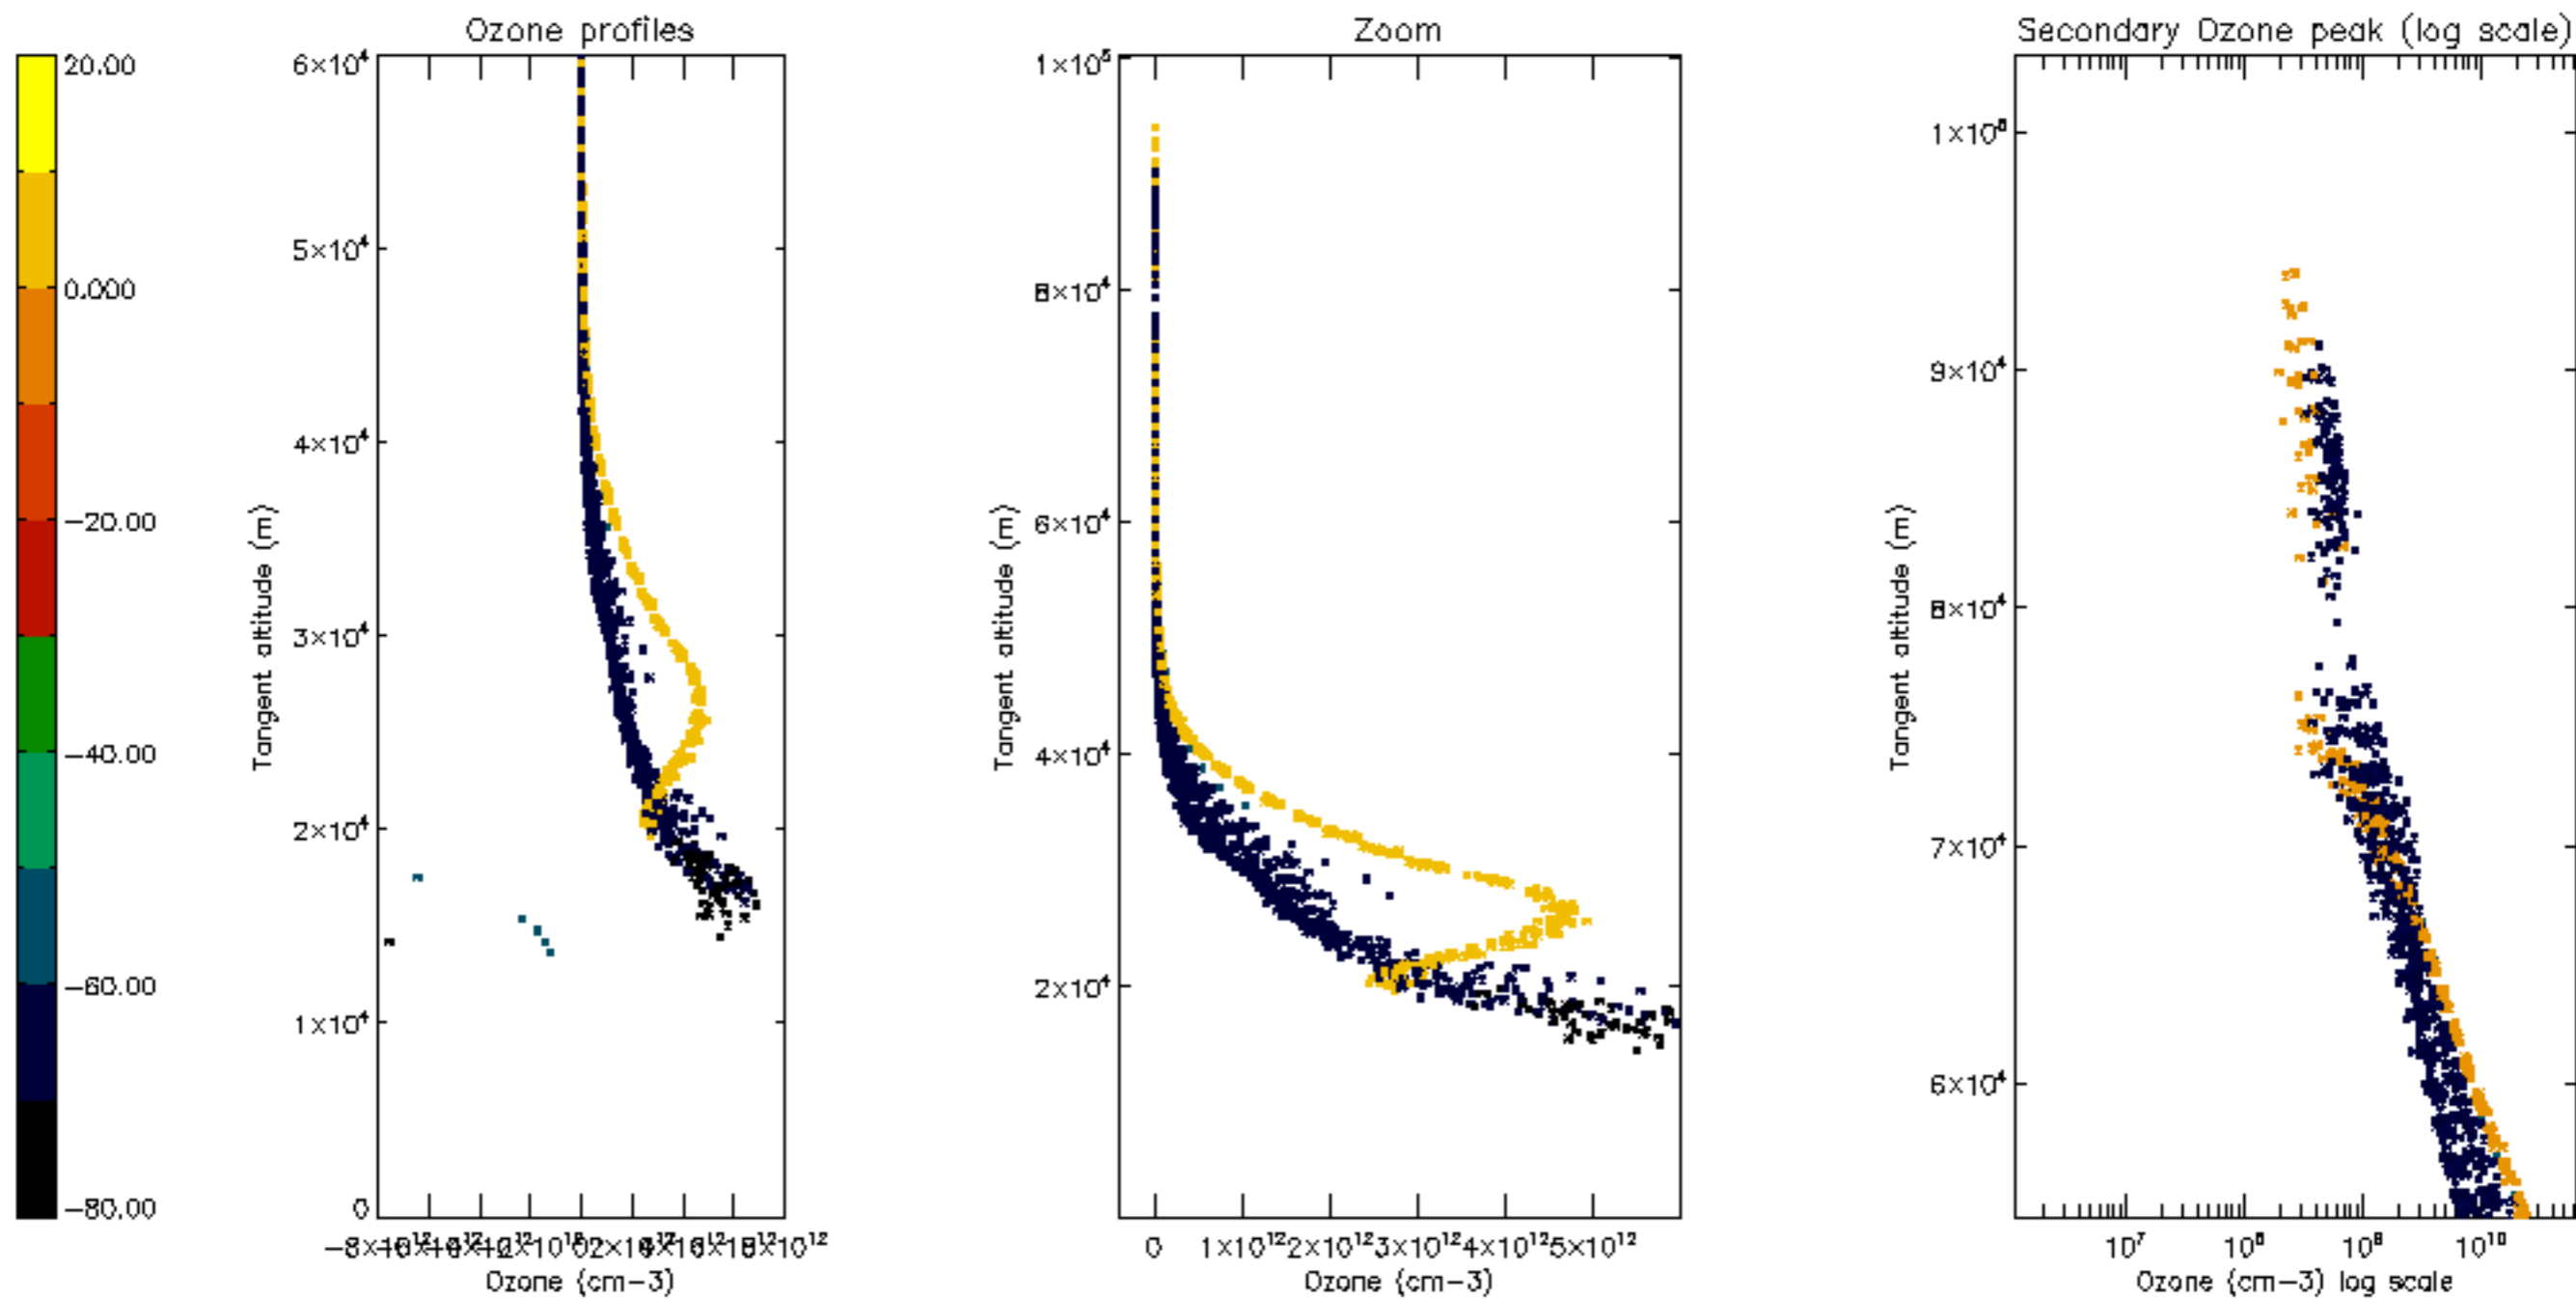 Ozone profiles
Zoom
Secondary Ozone peak (log scale)
20.00
0.000
−20.00
−40.00
−60.00
−80.00
6×10⁴
5×10⁴
4×10⁴
3×10⁴
2×10⁴
1×10⁴
0
Tangent altitude (m)
Ozone (cm−3)
1×10⁵
8×10⁴
6×10⁴
4×10⁴
2×10⁴
Tangent altitude (m)
0 1×10¹² 2×10¹² 3×10¹² 4×10¹² 5×10¹²
Ozone (cm−3)
9×10⁴
8×10⁴
7×10⁴
6×10⁴
Tangent altitude (m)
10⁷ 10⁸ 10⁹ 10¹⁰
Ozone (cm−3) log scale